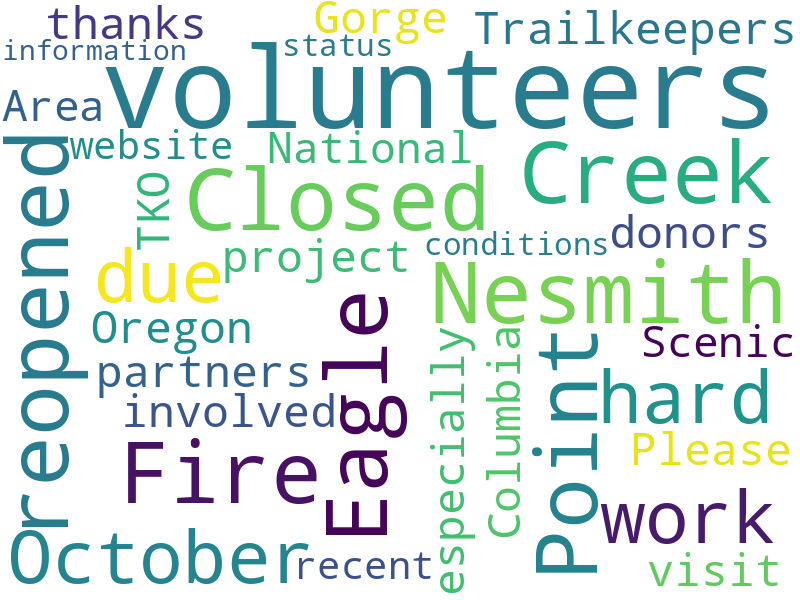 thanks
Gorge
Trailkeepers
information
status
Area
volunteers
website
National
Creek
reopened
TKO
Closed
donors
project
conditions
due
Nesmith
Oregon
Scenic
partners
Eagle
especially
Columbia
Point
hard
involved
Please
Fire
work
October
recent
visit